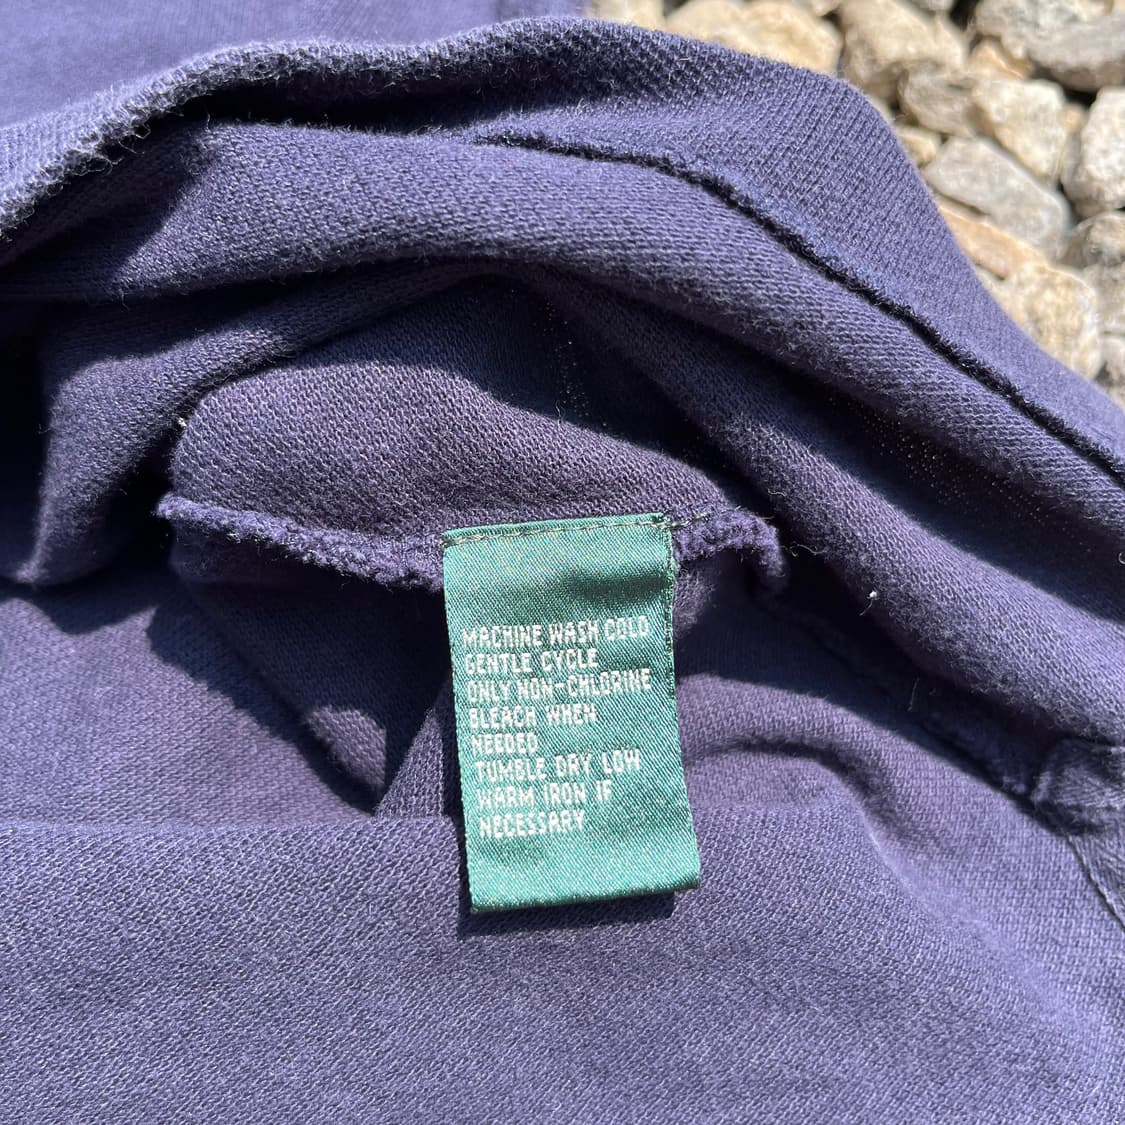 MACHINE WASH COLD
GENTLE CYCLE
ONLY NON-CHLORINE
BLEACH WHEN
NEEDED
TUMBLE DRY LOW
WARM IRON IF
NECESSARY